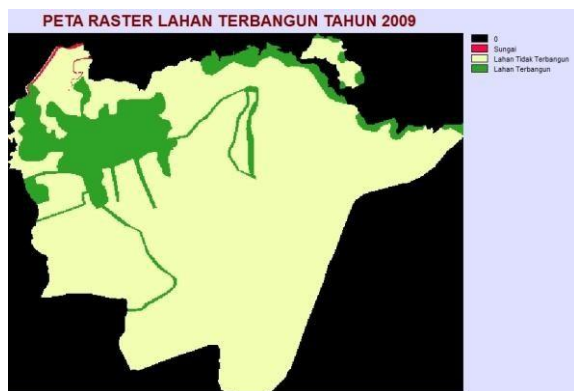 PETA RASTER LAHAN TERBANGUN TAHUN 2009
0
Sungai
Lahan Tidak Terbangun
Lahan Terbangun